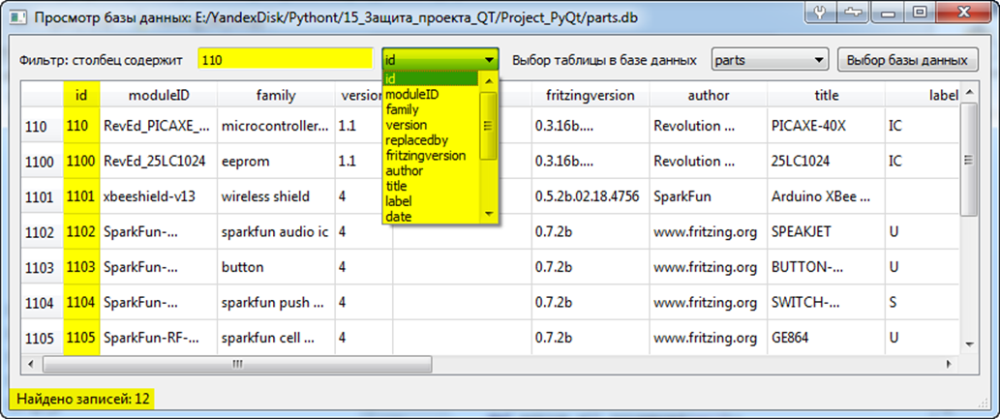 Просмотр базы данных: E:/YandexDisk/Pythont/15_Защита_проекта_QT/Project_PyQt/parts.db
Фильтр: столбец содержит 110 id Выбор таблицы в базе данных parts Выбор базы данных
id
moduleID
family
version
replacedby
fritzingversion
author
title
label
date
id moduleID family version fritzingversion author title label
110 110 RevEd_PICAXE_... microcontroller... 1.1 0.3.16b.... Revolution ... PICAXE-40X IC
1100 1100 RevEd_25LC1024 eeprom 1.1 0.3.16b.... Revolution ... 25LC1024 IC
1101 1101 xbeeshield-v13 wireless shield 4 0.5.2b.02.18.4756 SparkFun Arduino XBee ...
1102 1102 SparkFun-... sparkfun audio ic 4 0.7.2b www.fritzing.org SPEAKJET U
1103 1103 SparkFun-... button 4 0.7.2b www.fritzing.org BUTTON-... U
1104 1104 SparkFun-... sparkfun push ... 4 0.7.2b www.fritzing.org SWITCH-... S
1105 1105 SparkFun-RF-... sparkfun cell ... 4 0.7.2b www.fritzing.org GE864 U
Найдено записей: 12